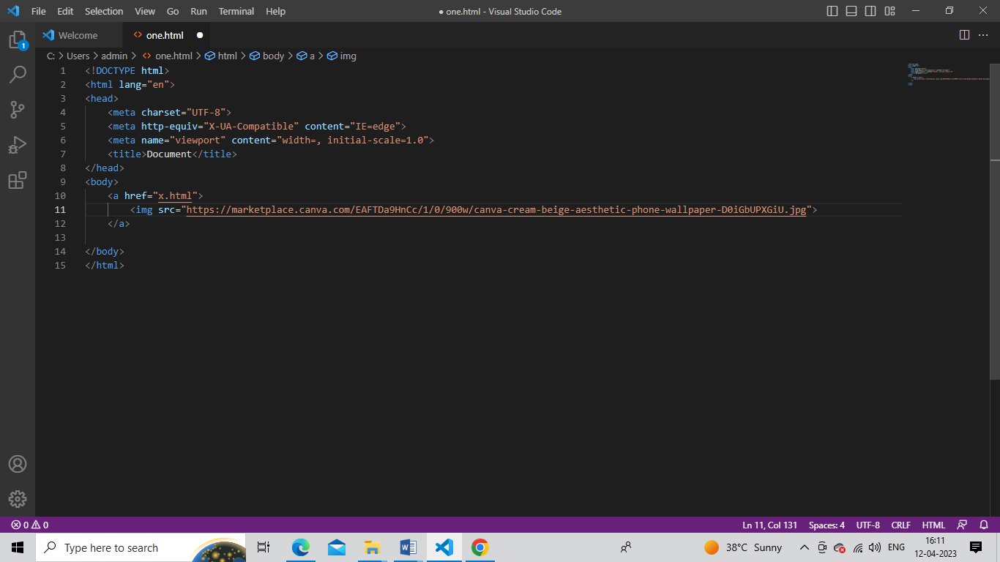 File Edit Selection View Go Run Terminal Help
● one.html - Visual Studio Code
Welcome
one.html
C: > Users > admin > one.html > html > body > a > img
1 <!DOCTYPE html>
2 <html lang="en">
3 <head>
4 <meta charset="UTF-8">
5 <meta http-equiv="X-UA-Compatible" content="IE=edge">
6 <meta name="viewport" content="width=, initial-scale=1.0">
7 <title>Document</title>
8 </head>
9 <body>
10 <a href="x.html">
11 <img src="https://marketplace.canva.com/EAFTDa9HnCc/1/0/900w/canva-cream-beige-aesthetic-phone-wallpaper-D0iGbUPXGiU.jpg">
12 </a>
13
14 </body>
15 </html>
1
0 0
Ln 11, Col 131 Spaces: 4 UTF-8 CRLF HTML
Type here to search
38°C Sunny
ENG
16:11
12-04-2023